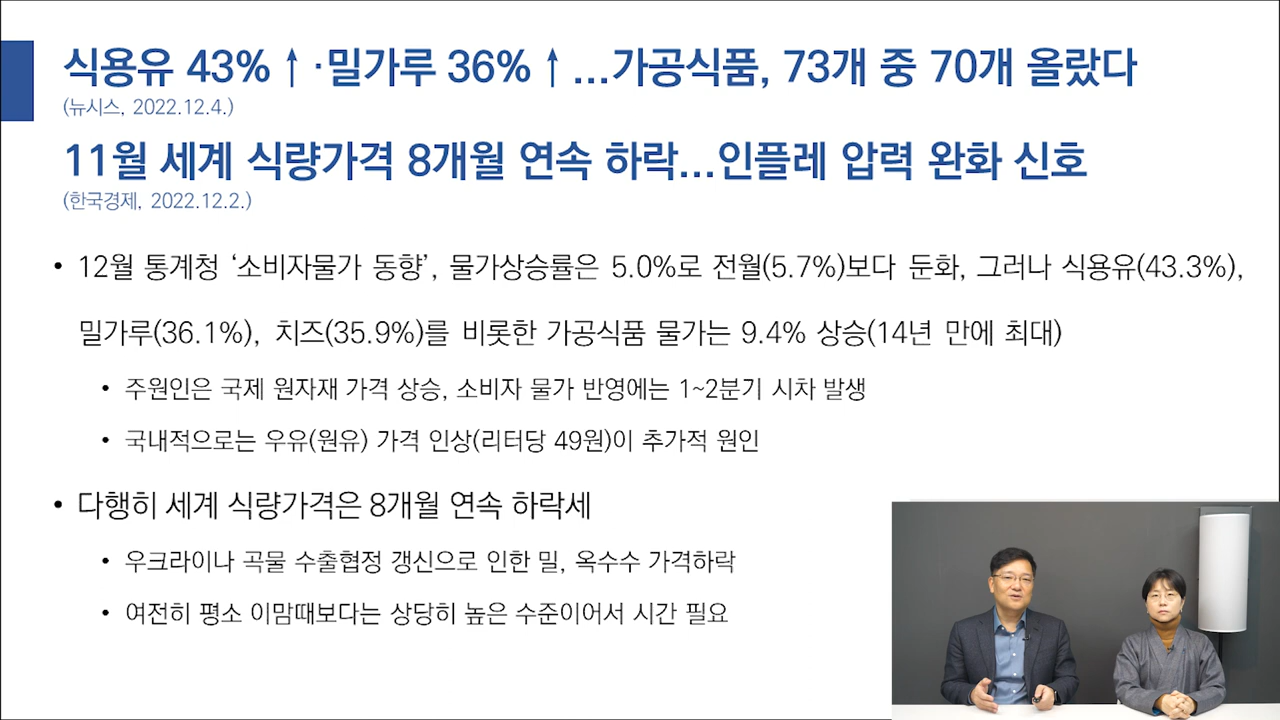 식용유 43%↑·밀가루 36%↑…가공식품, 73개 중 70개 올랐다
(뉴시스, 2022.12.4.)
11월 세계 식량가격 8개월 연속 하락…인플레 압력 완화 신호
(한국경제, 2022.12.2.)
• 12월 통계청 ‘소비자물가 동향’, 물가상승률은 5.0%로 전월(5.7%)보다 둔화, 그러나 식용유(43.3%),
밀가루(36.1%), 치즈(35.9%)를 비롯한 가공식품 물가는 9.4% 상승(14년 만에 최대)
• 주원인은 국제 원자재 가격 상승, 소비자 물가 반영에는 1~2분기 시차 발생
• 국내적으로는 우유(원유) 가격 인상(리터당 49원)이 추가적 원인
• 다행히 세계 식량가격은 8개월 연속 하락세
• 우크라이나 곡물 수출협정 갱신으로 인한 밀, 옥수수 가격하락
• 여전히 평소 이맘때보다는 상당히 높은 수준이어서 시간 필요